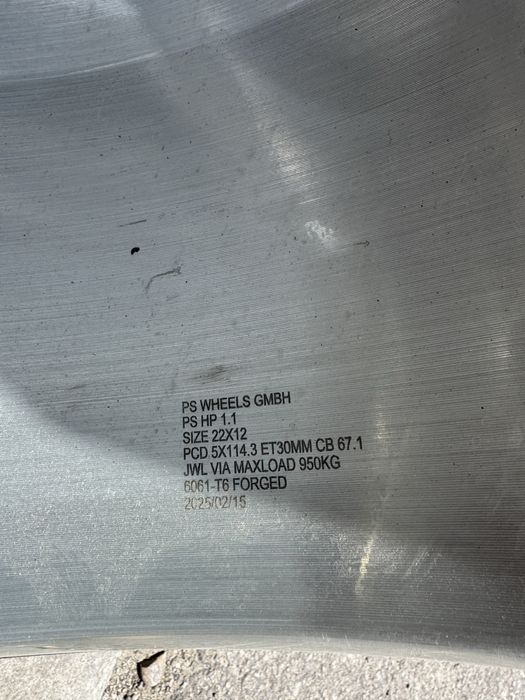 PS WHEELS GMBH
PS HP 1.1
SIZE 22X12
PCD 5X114.3 ET30MM CB 67.1
JWL VIA MAXLOAD 950KG
6061-T6 FORGED
2025/02/15